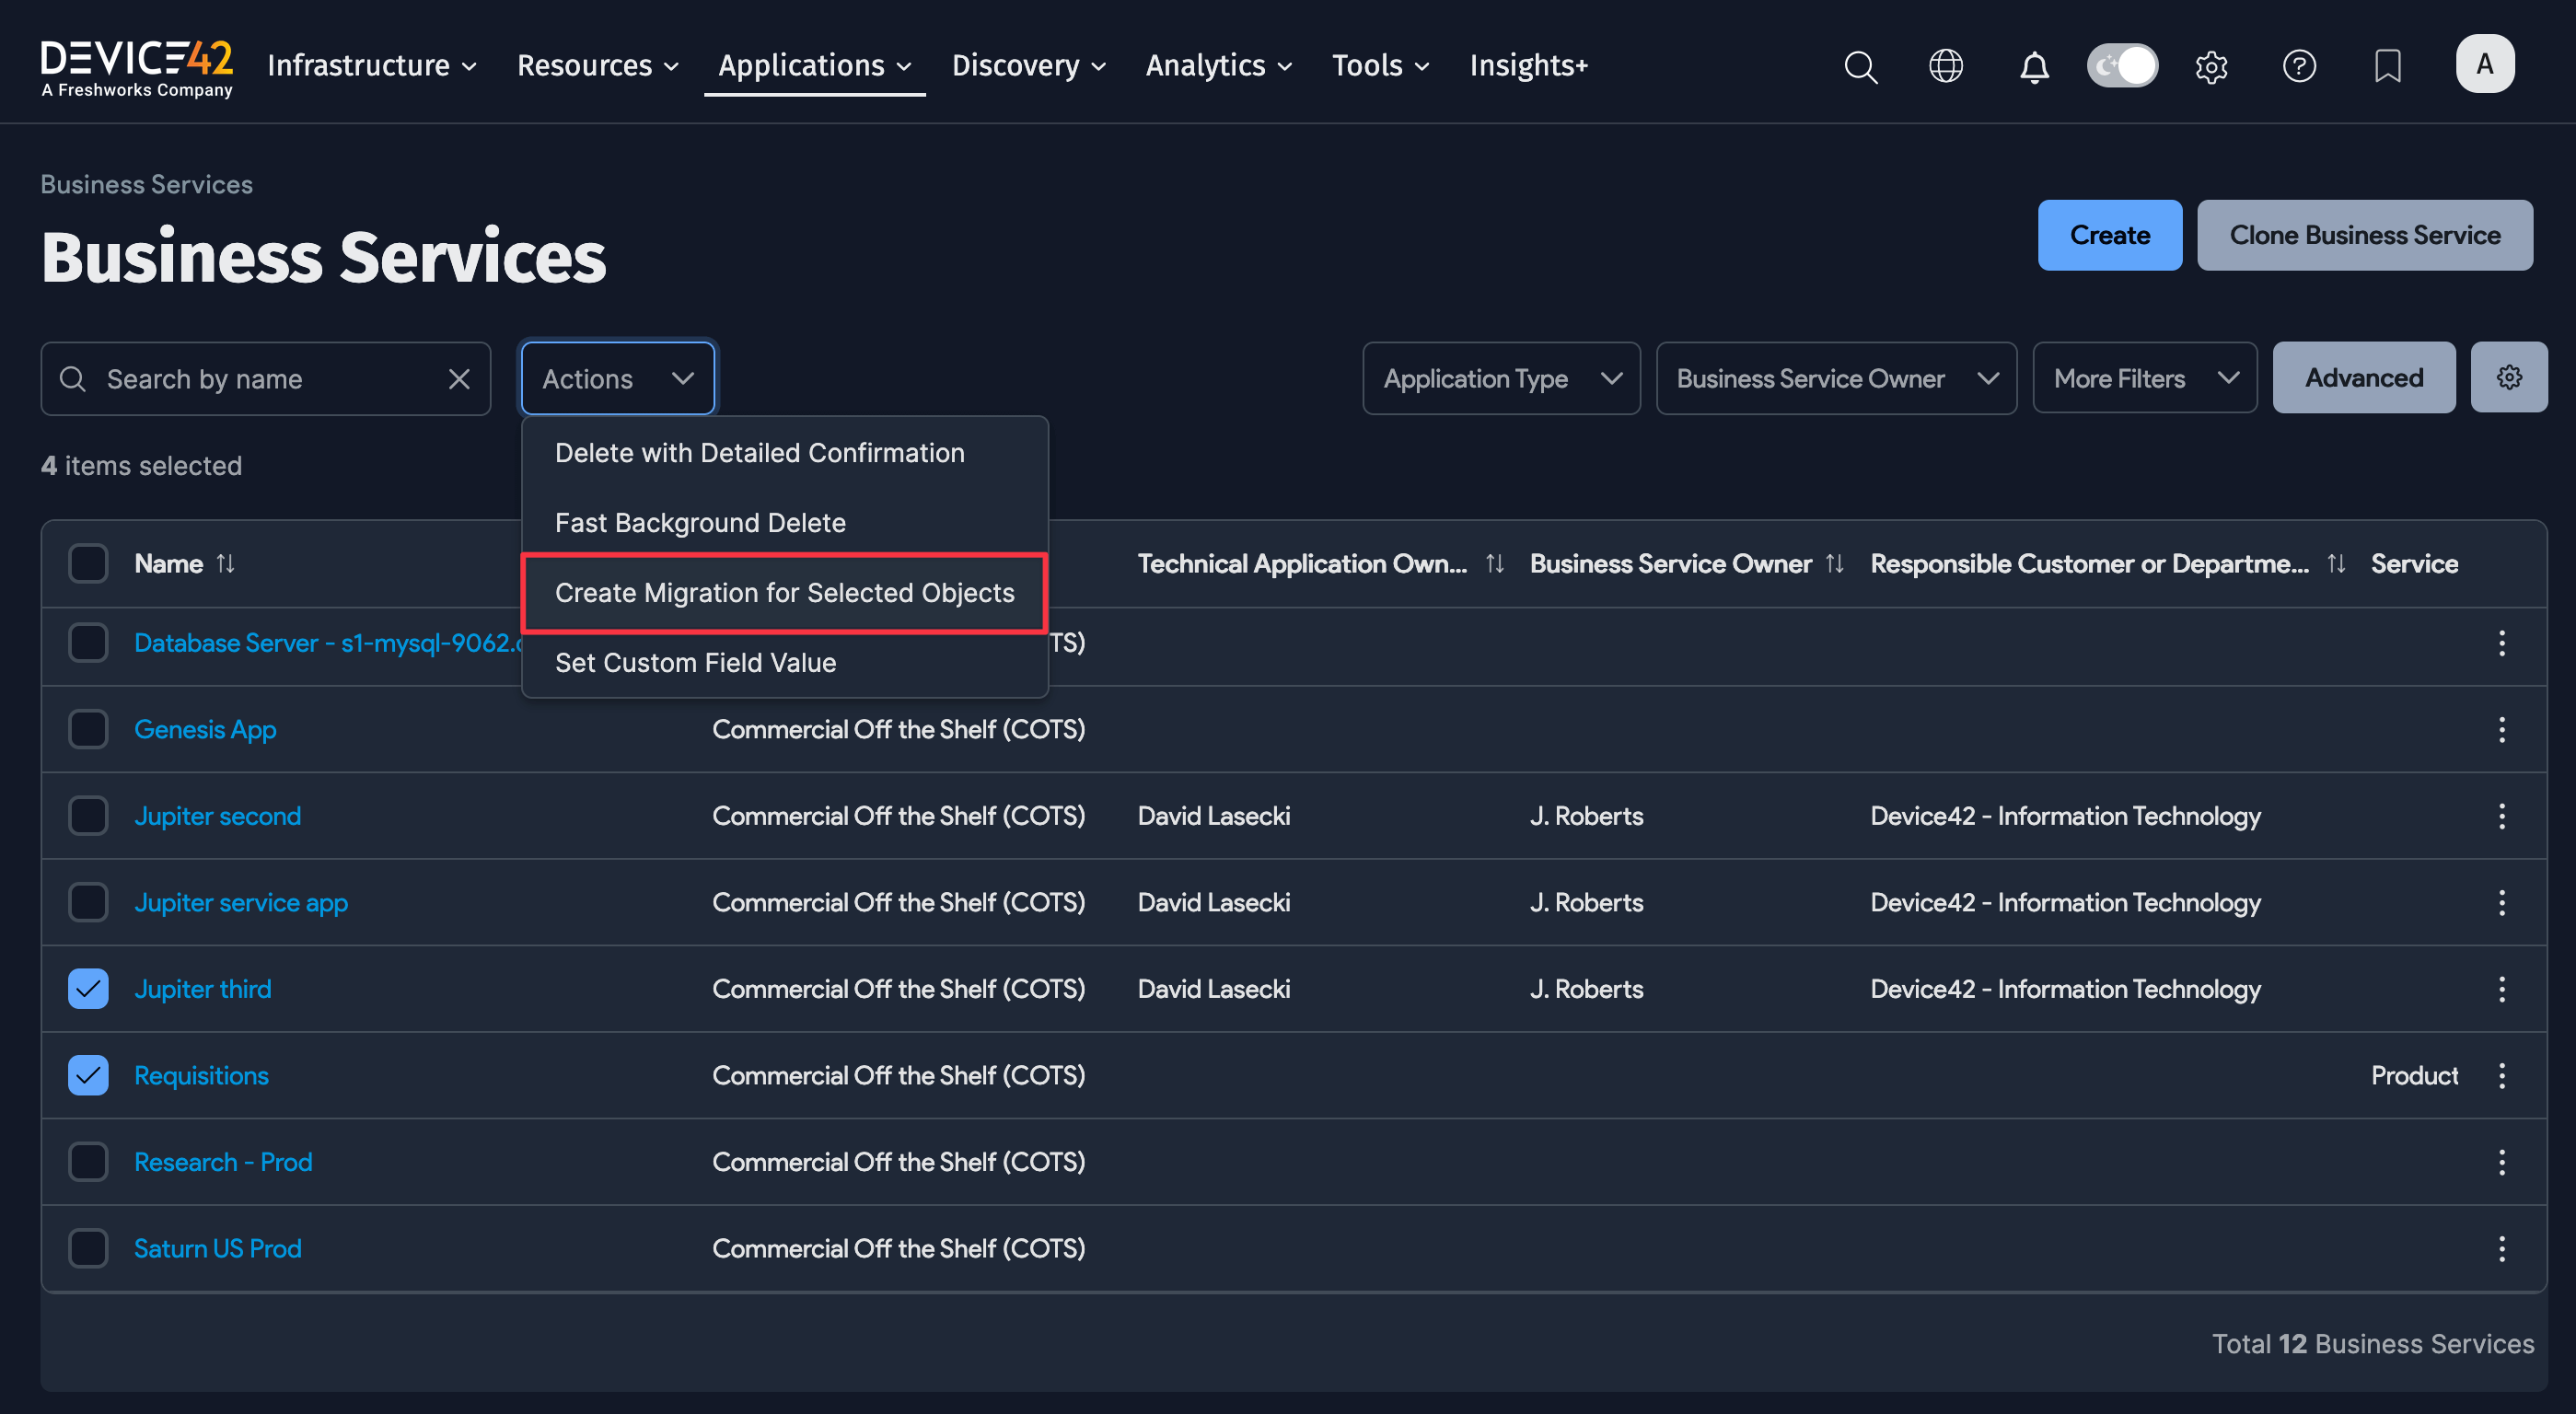 DEVICE42
A Freshworks Company
Infrastructure Resources Applications Discovery Analytics Tools Insights+
A
Business Services
Business Services
Create Clone Business Service
Search by name Actions Application Type Business Service Owner More Filters Advanced
4 items selected
Delete with Detailed Confirmation
Fast Background Delete
Create Migration for Selected Objects
Set Custom Field Value
Name Technical Application Own... Business Service Owner Responsible Customer or Departme... Service
Database Server - s1-mysql-9062. TS)
Genesis App Commercial Off the Shelf (COTS)
Jupiter second Commercial Off the Shelf (COTS) David Lasecki J. Roberts Device42 - Information Technology
Jupiter service app Commercial Off the Shelf (COTS) David Lasecki J. Roberts Device42 - Information Technology
Jupiter third Commercial Off the Shelf (COTS) David Lasecki J. Roberts Device42 - Information Technology
Requisitions Commercial Off the Shelf (COTS) Product
Research - Prod Commercial Off the Shelf (COTS)
Saturn US Prod Commercial Off the Shelf (COTS)
Total 12 Business Services